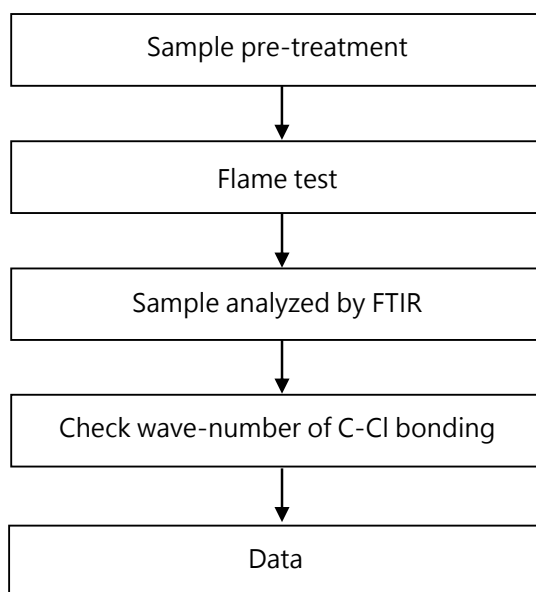 Sample pre-treatment
Flame test
Sample analyzed by FTIR
Check wave-number of C-Cl bonding
Data